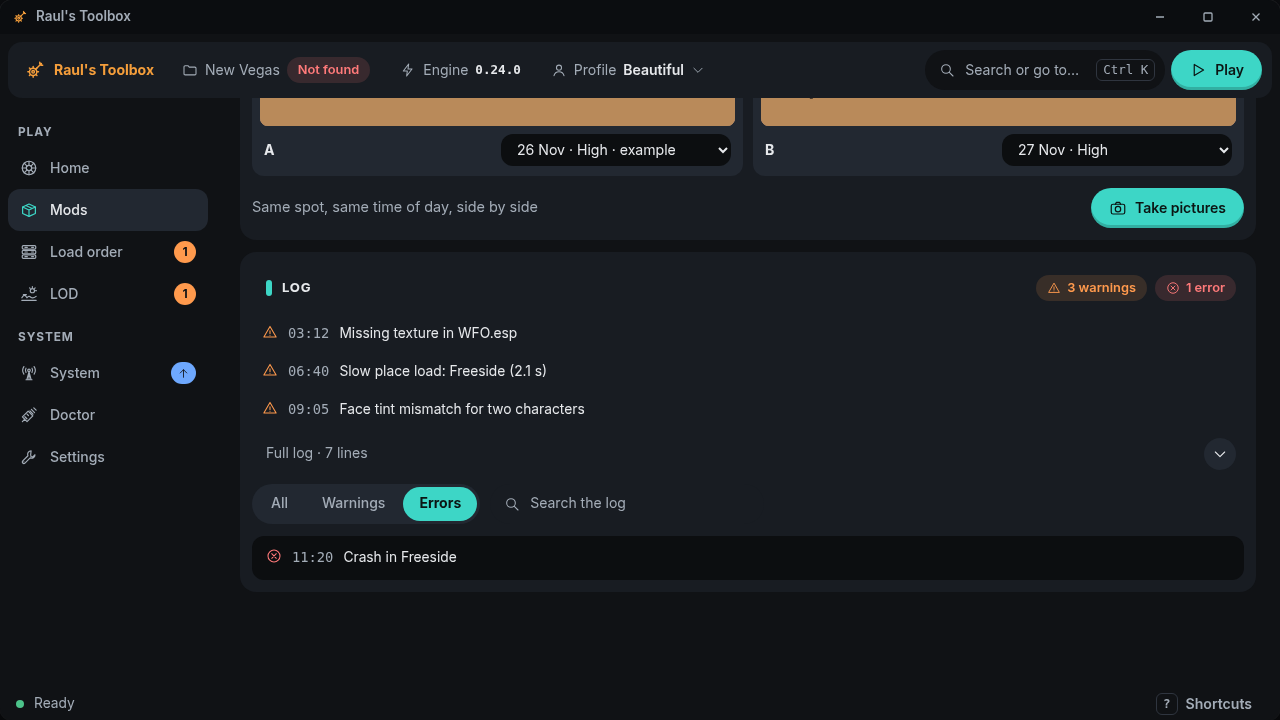 Raul's Toolbox
Raul's Toolbox
New Vegas Not found
Engine 0.24.0
Profile Beautiful
Search or go to... Ctrl K
Play
PLAY
Home
Mods
Load order 1
LOD 1
SYSTEM
System
Doctor
Settings
A
26 Nov · High · example
B
27 Nov · High
Same spot, same time of day, side by side
Take pictures
LOG
3 warnings
1 error
03:12 Missing texture in WFO.esp
06:40 Slow place load: Freeside (2.1 s)
09:05 Face tint mismatch for two characters
Full log · 7 lines
All Warnings Errors
Search the log
11:20 Crash in Freeside
Ready
? Shortcuts